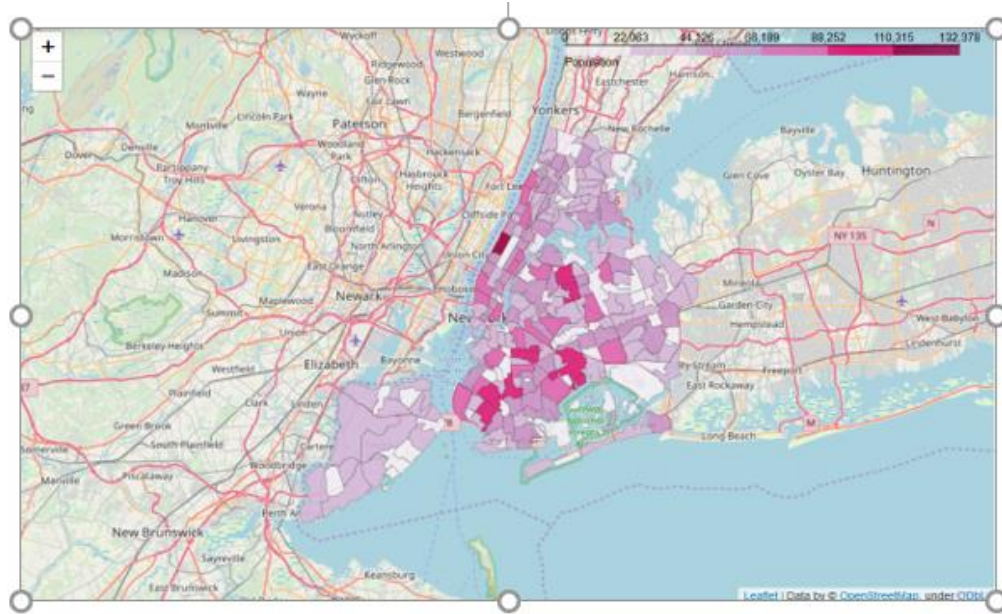 +
−
0 22,063 44,126 66,189 88,252 110,315 132,378
Population
Wyckoff
Westwood
Ridgewood
Glen Rock
Harrison
Eastchester
Wayne
Fair Lawn
Bergenfield
Yonkers
Lincoln Park
Montville
Paterson
New Rochelle
Bayville
Denville
Woodland
Park
Hackensack
Dover
Parsippany
Troy Hills
Clifton
Hasbrouck
Heights
Fort Lee
Glen Cove
Oyster Bay
Huntington
Verona
Nutley
Cliffside Pa
Hanover
Bloomfield
N
Morristown
Livingston
North Arlington
NY 135
Union City
East Orange
Madison
Mineola
Maplewood
Newark
Hoboken
Garden City
Summit
New York
West Babylon
Union
Hempstead
Berkeley Heights
Lindenhurst
Bayonne
Elizabeth
Westfield
Freeport
East Rockaway
Plainfield
Clark
Linden
Green Brook
M
Somerville
South Plainfield
Carteret
Long Beach
Woodbridge
Manville
Piscataway
Perth A
New Brunswick
Sayreville
Keansburg
East Brunswick
Leaflet | Data by © OpenStreetMap, under ODbL